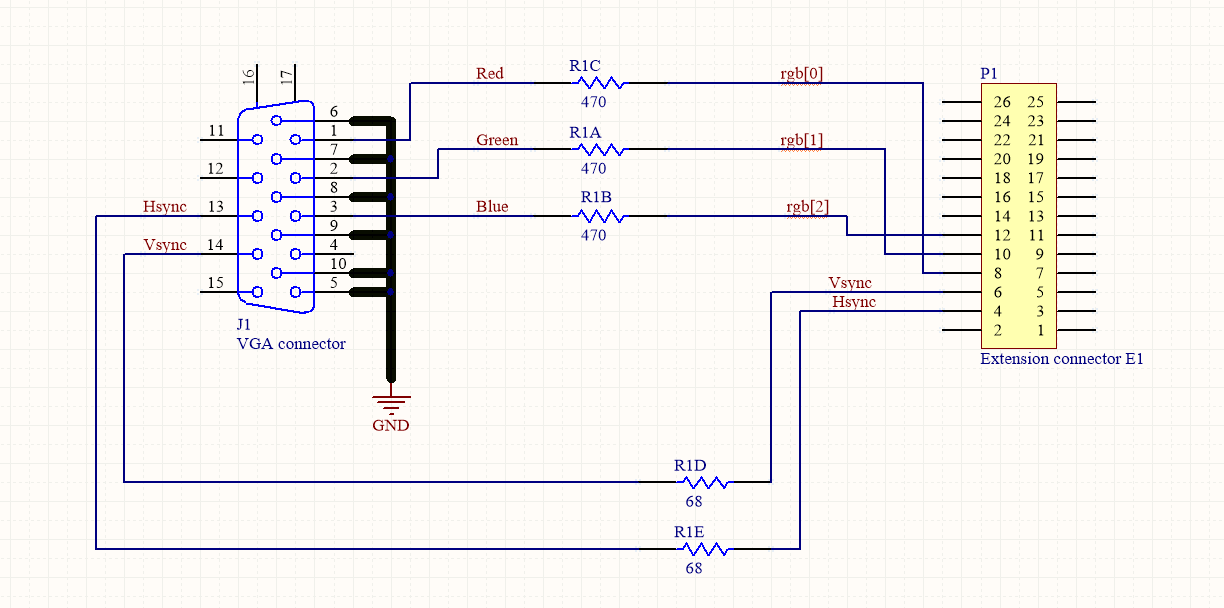 16 17
R1C
Red
rgb[0]
470
P1
6
11
1
7
12
2
8
Hsync 13
3
9
Vsync 14
4
10
15
5
J1
VGA connector
GND
R1A
Green
rgb[1]
470
R1B
Blue
rgb[2]
470
Vsync
Hsync
26 25
24 23
22 21
20 19
18 17
16 15
14 13
12 11
10 9
8 7
6 5
4 3
2 1
Extension connector E1
R1D
68
R1E
68